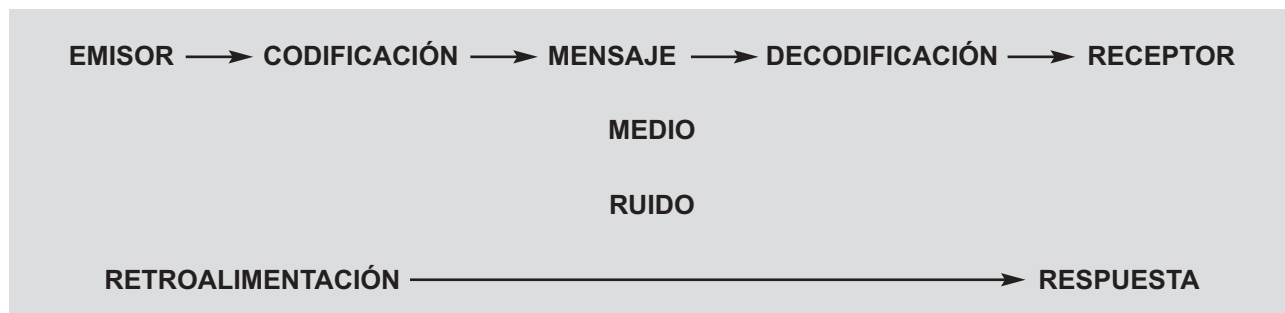 EMISOR → CODIFICACIÓN → MENSAJE → DECODIFICACIÓN → RECEPTOR
MEDIO
RUIDO
RETROALIMENTACIÓN → RESPUESTA